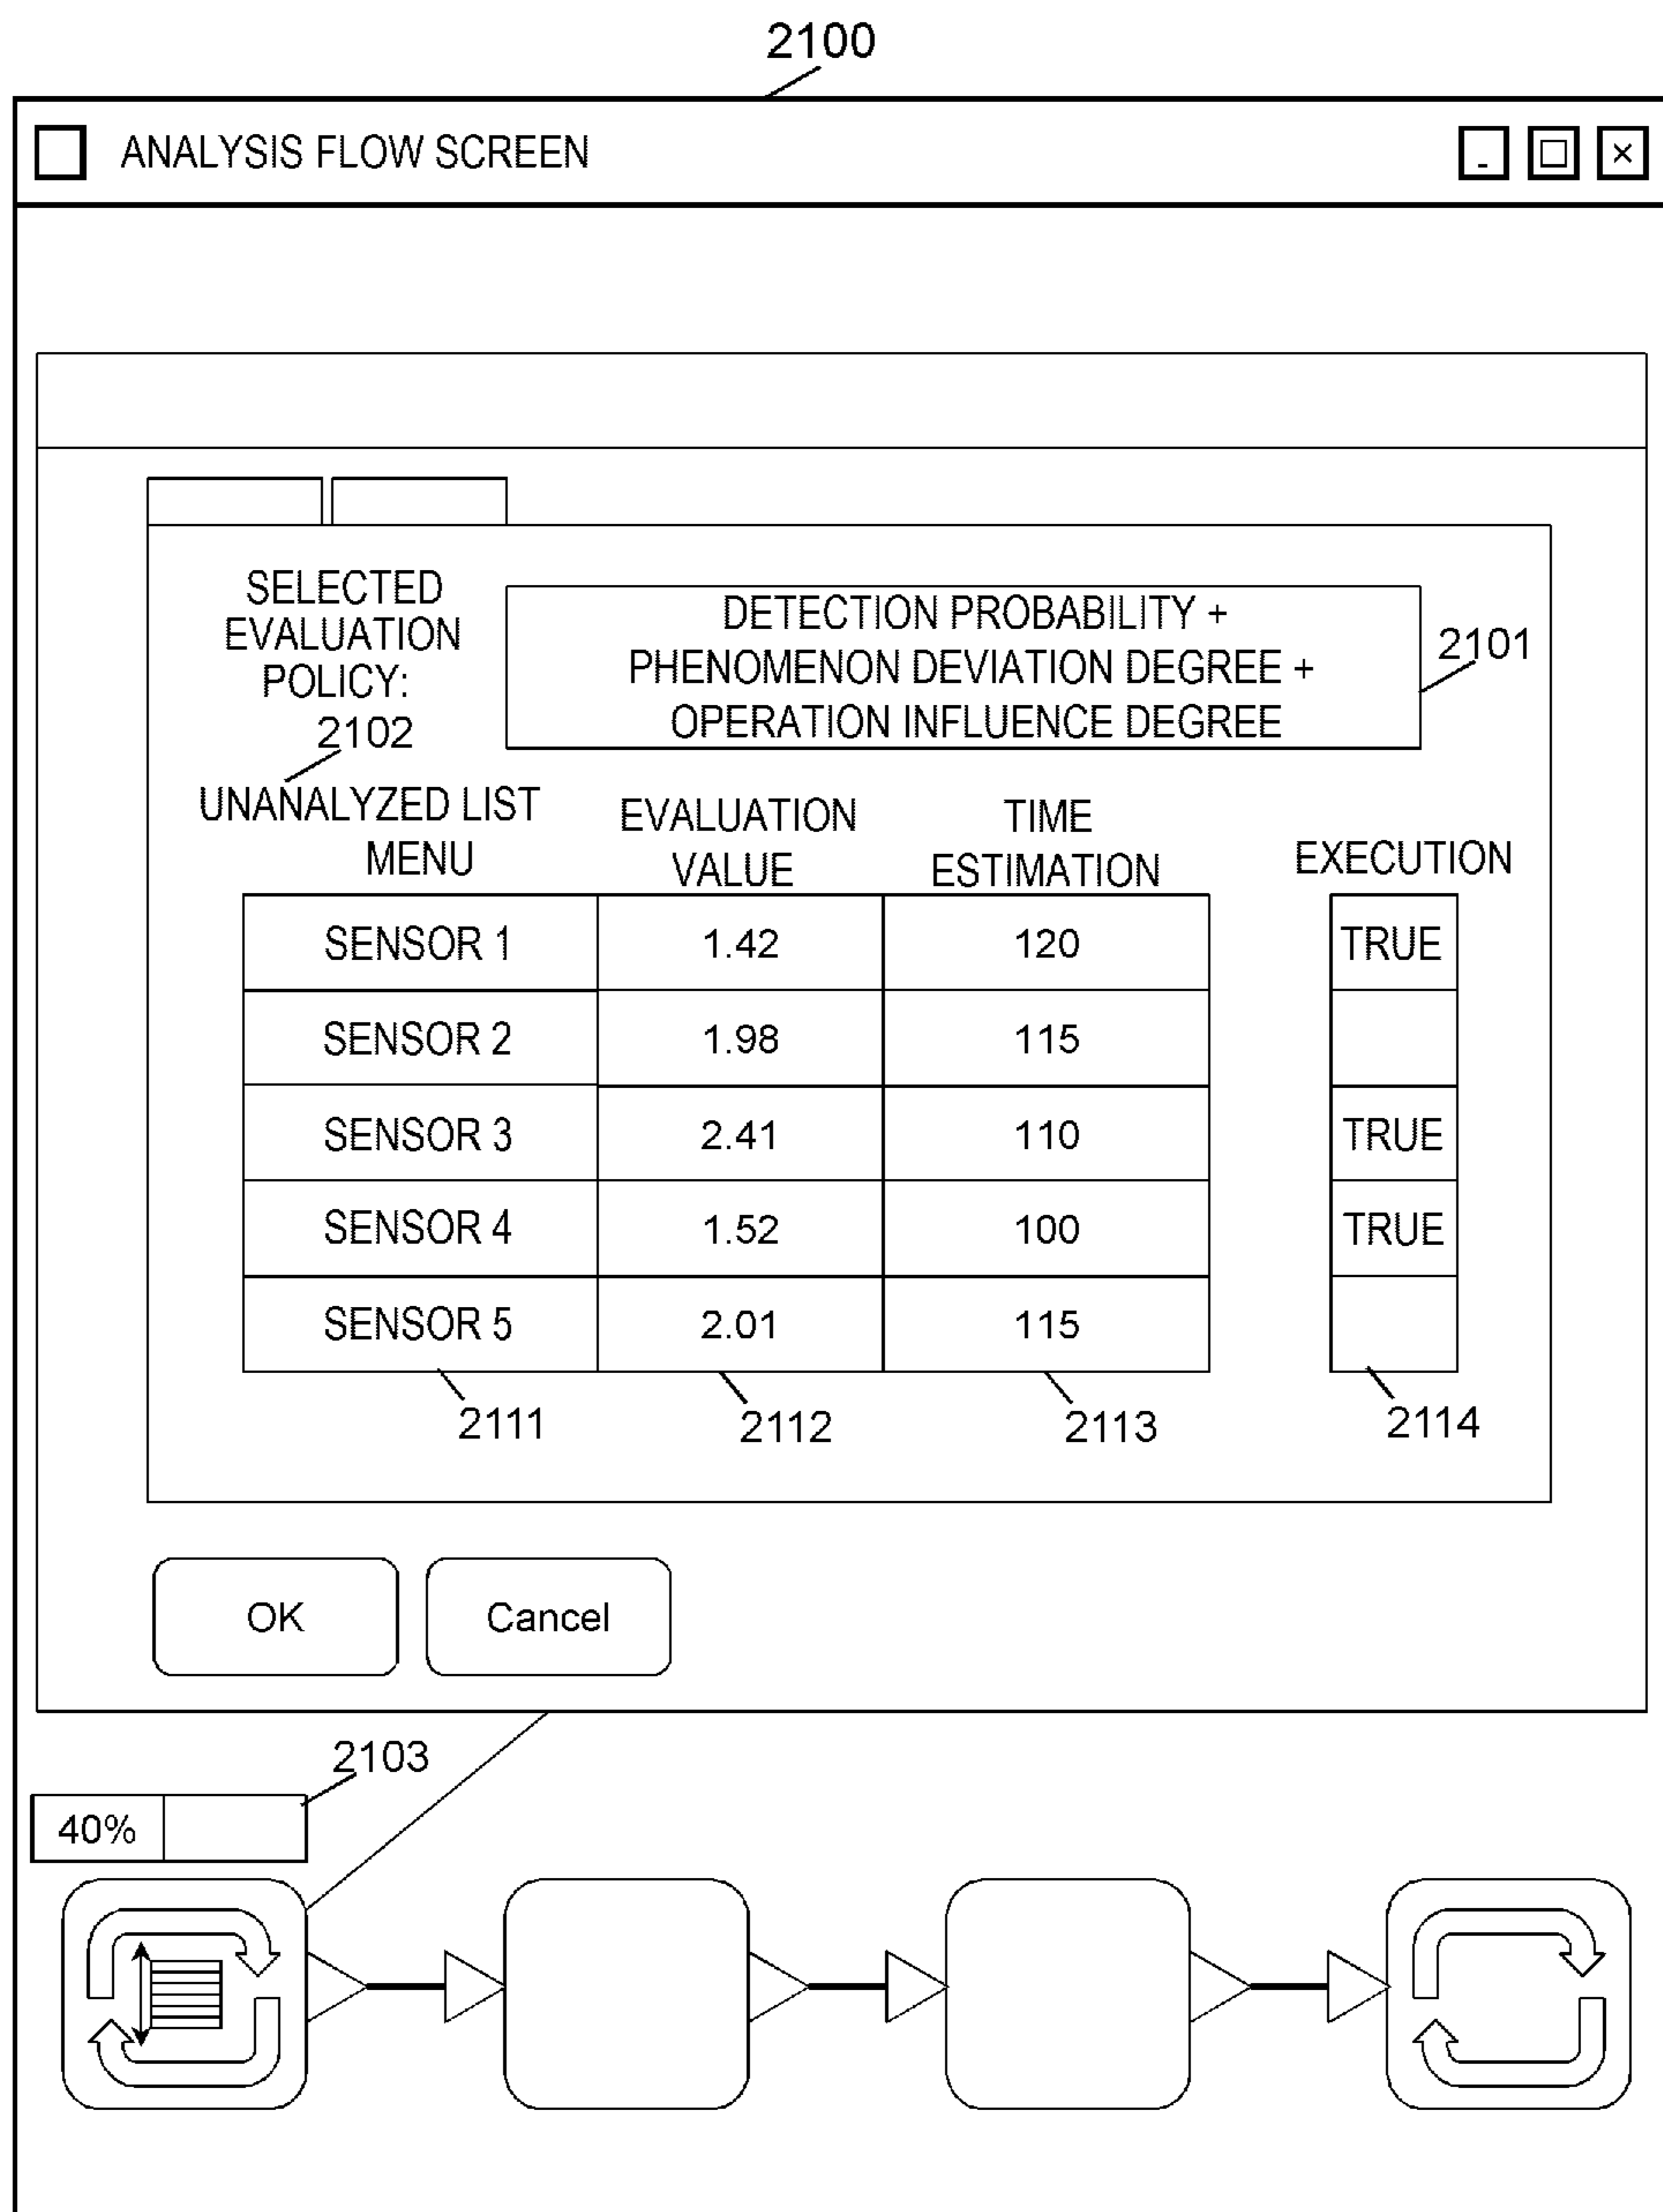 2100
ANALYSIS FLOW SCREEN
SELECTED
EVALUATION
POLICY:
DETECTION PROBABILITY +
PHENOMENON DEVIATION DEGREE +
OPERATION INFLUENCE DEGREE
2101
2102
UNANALYZED LIST
MENU
EVALUATION
VALUE
TIME
ESTIMATION
EXECUTION
SENSOR 1 1.42 120 TRUE
SENSOR 2 1.98 115
SENSOR 3 2.41 110 TRUE
SENSOR 4 1.52 100 TRUE
SENSOR 5 2.01 115
2111 2112 2113 2114
OK Cancel
2103
40%